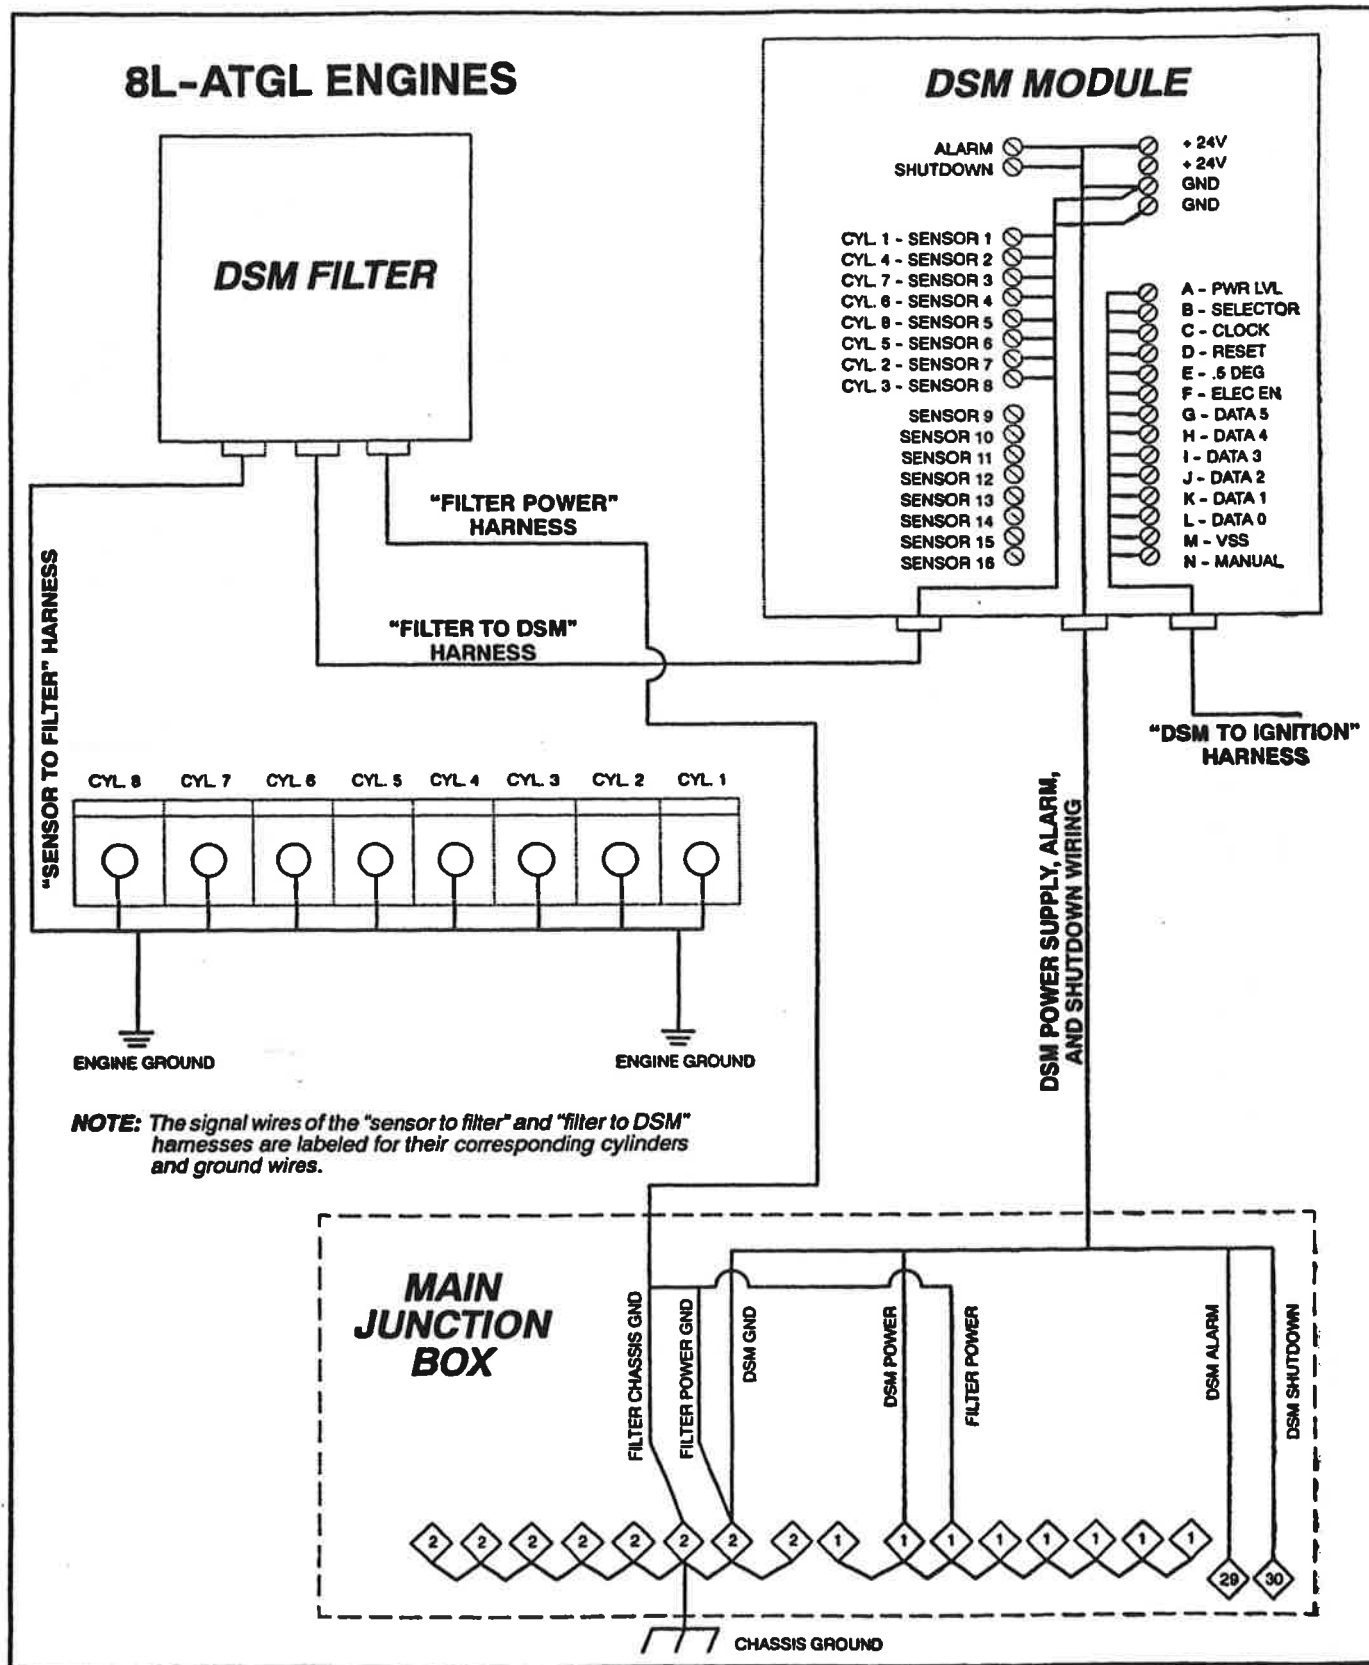 8L-ATGL ENGINES
DSM FILTER
DSM MODULE
ALARM
SHUTDOWN
+ 24V
+ 24V
GND
GND
CYL. 1 - SENSOR 1
CYL. 4 - SENSOR 2
CYL. 7 - SENSOR 3
CYL. 6 - SENSOR 4
CYL. 8 - SENSOR 5
CYL. 5 - SENSOR 6
CYL. 2 - SENSOR 7
CYL. 3 - SENSOR 8
SENSOR 9
SENSOR 10
SENSOR 11
SENSOR 12
SENSOR 13
SENSOR 14
SENSOR 15
SENSOR 16
A - PWR LVL
B - SELECTOR
C - CLOCK
D - RESET
E - .5 DEG
F - ELEC EN
G - DATA 5
H - DATA 4
I - DATA 3
J - DATA 2
K - DATA 1
L - DATA 0
M - VSS
N - MANUAL
"FILTER POWER"
HARNESS
"FILTER TO DSM"
HARNESS
"SENSOR TO FILTER" HARNESS
"DSM TO IGNITION"
HARNESS
DSM POWER SUPPLY, ALARM,
AND SHUTDOWN WIRING
CYL. 8
CYL. 7
CYL. 6
CYL. 5
CYL. 4
CYL. 3
CYL. 2
CYL. 1
ENGINE GROUND
ENGINE GROUND
NOTE: The signal wires of the "sensor to filter" and "filter to DSM"
harnesses are labeled for their corresponding cylinders
and ground wires.
MAIN
JUNCTION
BOX
FILTER CHASSIS GND
FILTER POWER GND
DSM GND
DSM POWER
FILTER POWER
DSM ALARM
DSM SHUTDOWN
2 2 2 2 2 2 2 2 1 1 1 1 1 1 1 1
29 30
CHASSIS GROUND